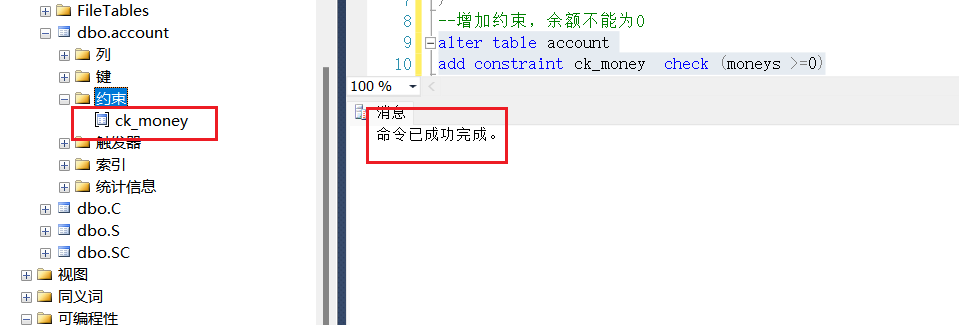 FileTables
dbo.account
列
键
约束
ck_money
触发器
索引
统计信息
dbo.C
dbo.S
dbo.SC
视图
同义词
可编程性
8 --增加约束，余额不能为0
9 alter table account
10 add constraint ck_money check (moneys >=0)
100 %
消息
命令已成功完成。